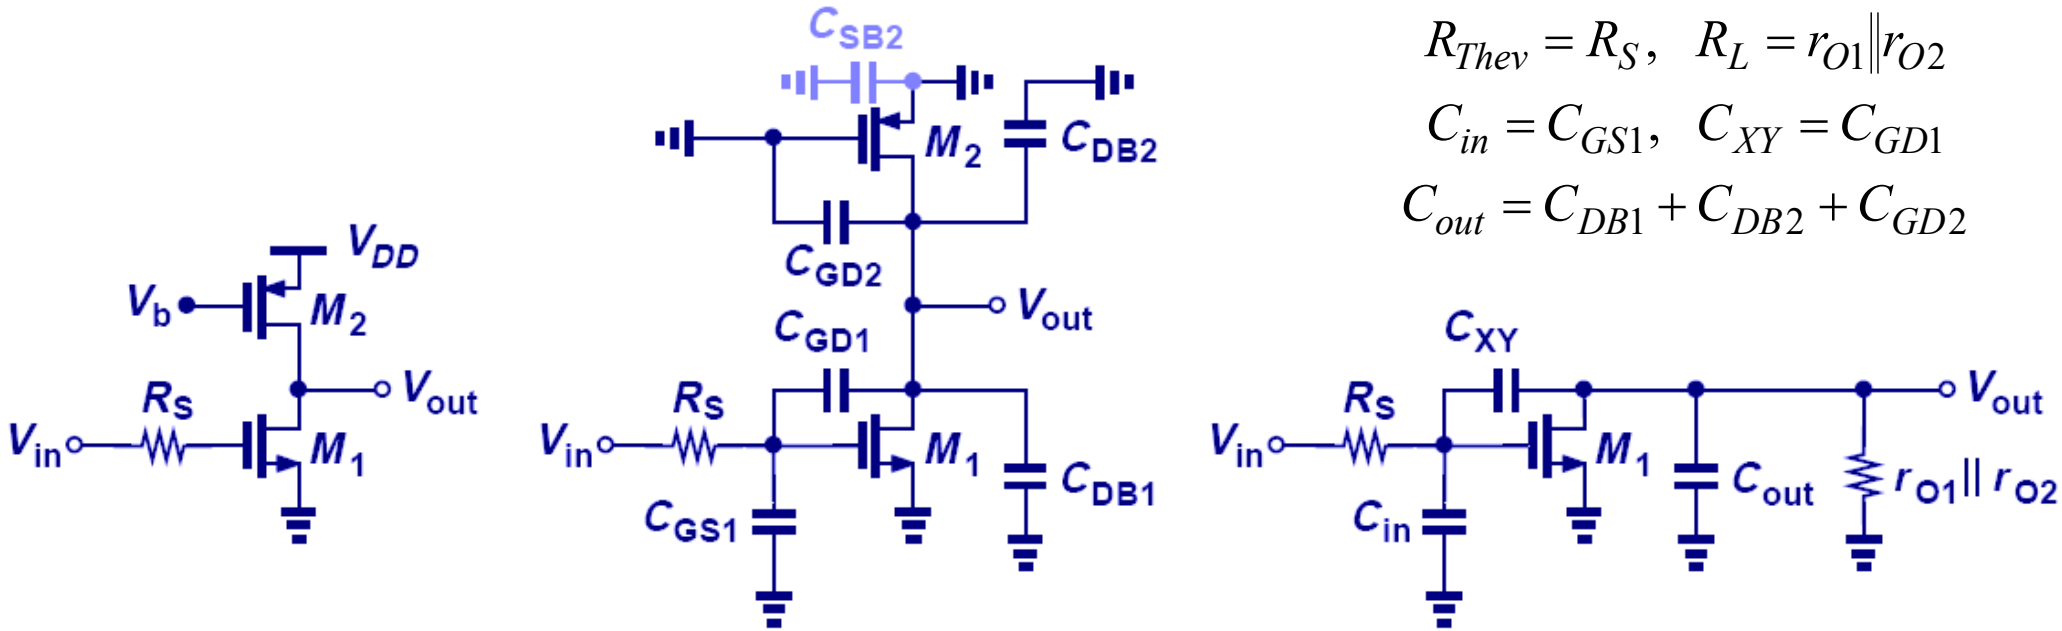 R_Thev = R_S, R_L = r_O1||r_O2
C_in = C_GS1, C_XY = C_GD1
C_out = C_DB1 + C_DB2 + C_GD2
V_DD
V_b
M_2
R_S
V_out
V_in
M_1
C_SB2
M_2
C_DB2
C_GD2
V_out
C_GD1
R_S
V_in
M_1
C_GS1
C_DB1
C_XY
V_out
R_S
V_in
M_1
C_in
C_out
r_O1||r_O2